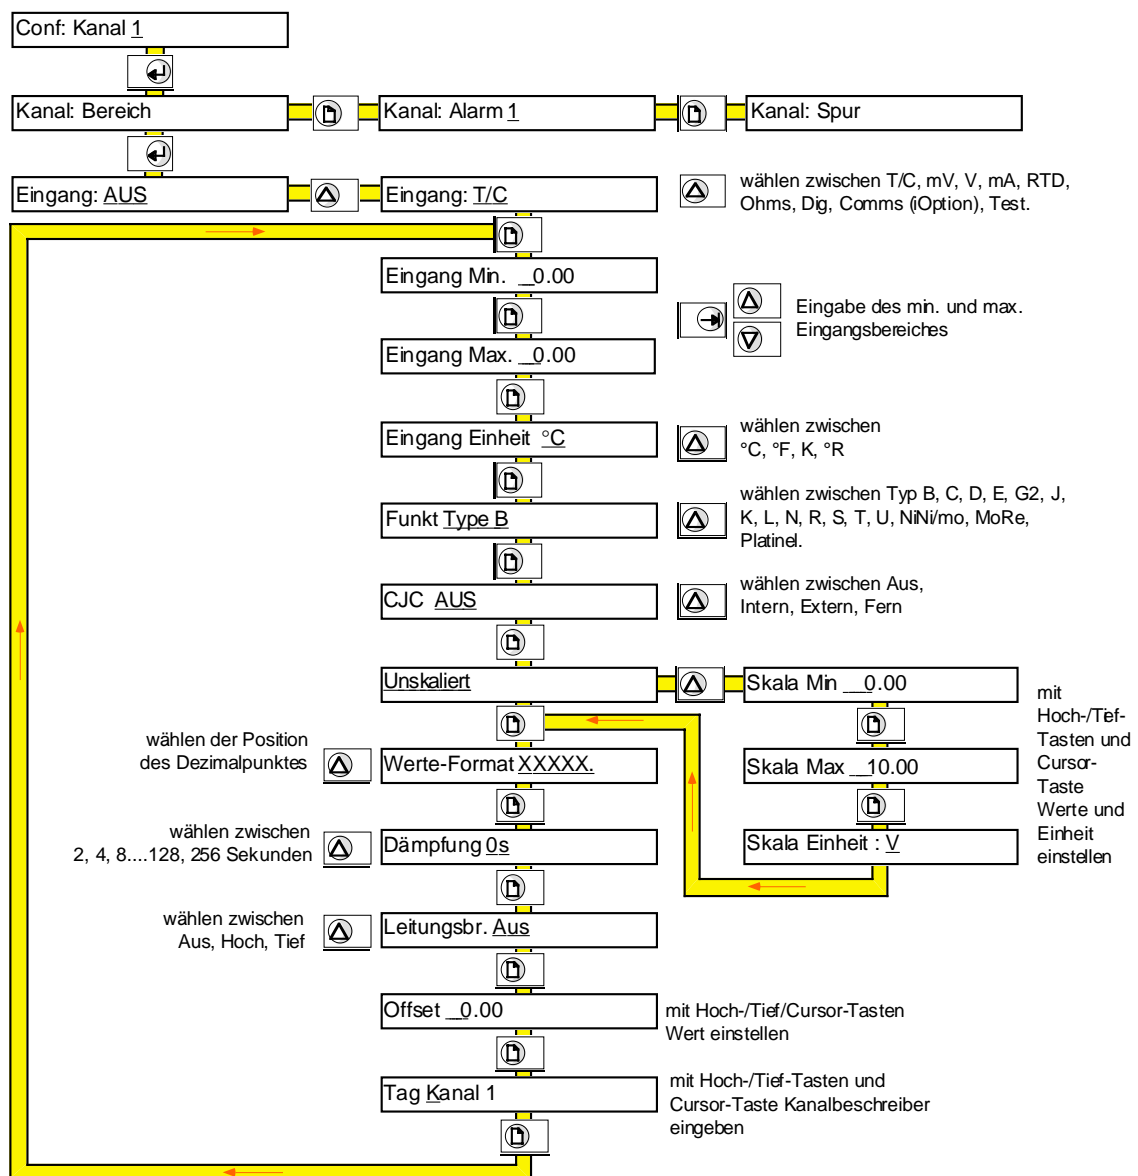 Conf: Kanal 1
Kanal: Bereich
Kanal: Alarm 1
Kanal: Spur
Eingang: AUS
Eingang: T/C
wählen zwischen T/C, mV, V, mA, RTD,
Ohms, Dig, Comms (iOption), Test.
Eingang Min. _0.00
Eingabe des min. und max.
Eingangsbereiches
Eingang Max. _0.00
Eingang Einheit °C
wählen zwischen
°C, °F, K, °R
Funkt Type B
wählen zwischen Typ B, C, D, E, G2, J,
K, L, N, R, S, T, U, NiNi/mo, MoRe,
Platinel.
CJC AUS
wählen zwischen Aus,
Intern, Extern, Fern
Unskaliert
Skala Min __0.00
mit
Hoch-/Tief-
Tasten und
Cursor-
Taste
Werte und
Einheit
einstellen
wählen der Position
des Dezimalpunktes
Werte-Format XXXXX.
Skala Max _10.00
wählen zwischen
2, 4, 8....128, 256 Sekunden
Dämpfung 0s
Skala Einheit : V
wählen zwischen
Aus, Hoch, Tief
Leitungsbr. Aus
Offset _0.00
mit Hoch-/Tief/Cursor-Tasten
Wert einstellen
Tag Kanal 1
mit Hoch-/Tief-Tasten und
Cursor-Taste Kanalbeschreiber
eingeben